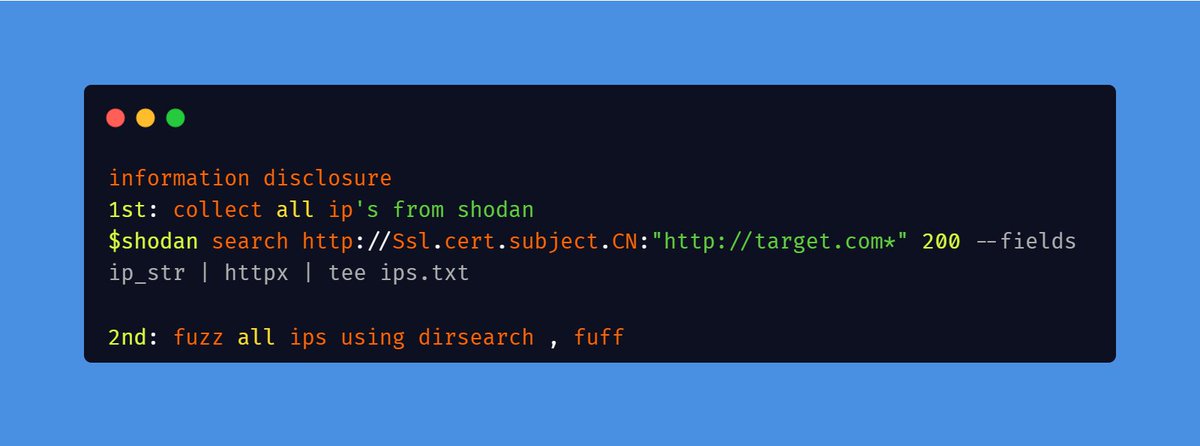 information disclosure
1st: collect all ip's from shodan
$shodan search http://Ssl.cert.subject.CN:"http://target.com*" 200 --fields
ip_str | httpx | tee ips.txt
2nd: fuzz all ips using dirsearch , fuff